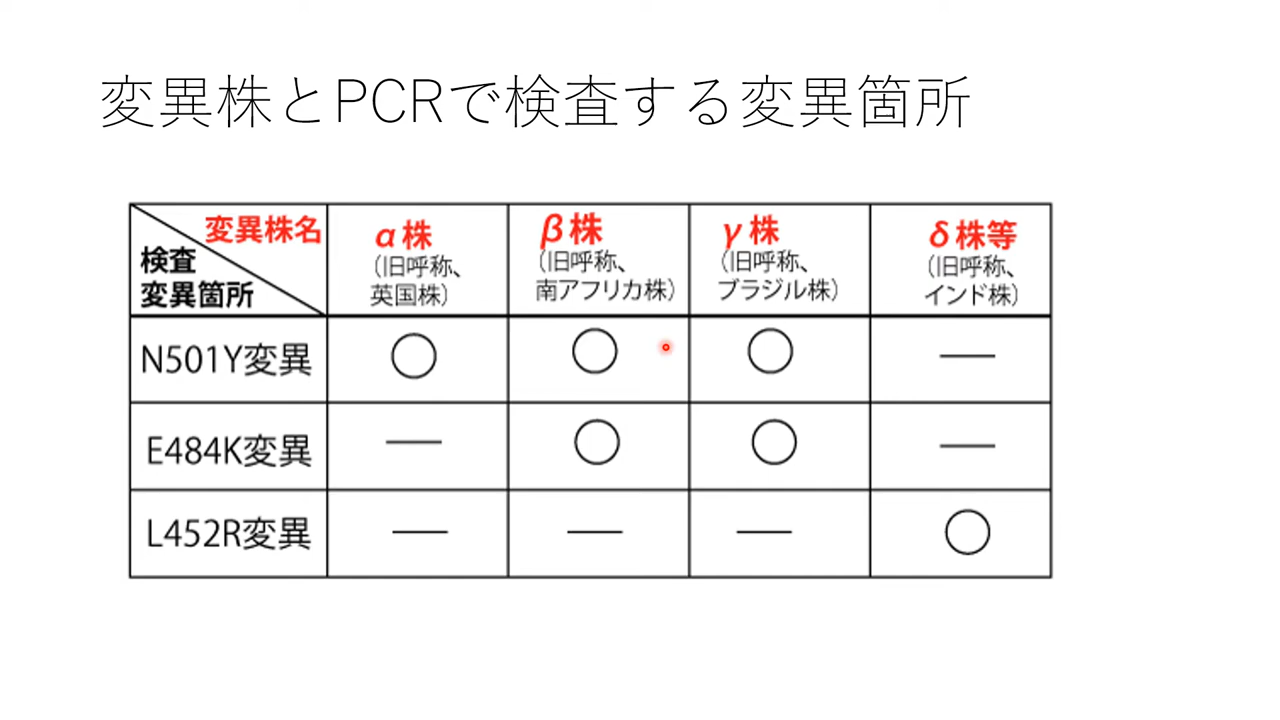 変異株とPCRで検査する変異箇所
変異株名
検査
変異箇所
α株
(旧呼称、
英国株)
β株
(旧呼称、
南アフリカ株)
γ株
(旧呼称、
ブラジル株)
δ株等
(旧呼称、
インド株)
N501Y変異
○ ○ ○ —
E484K変異
— ○ ○ —
L452R変異
— — — ○